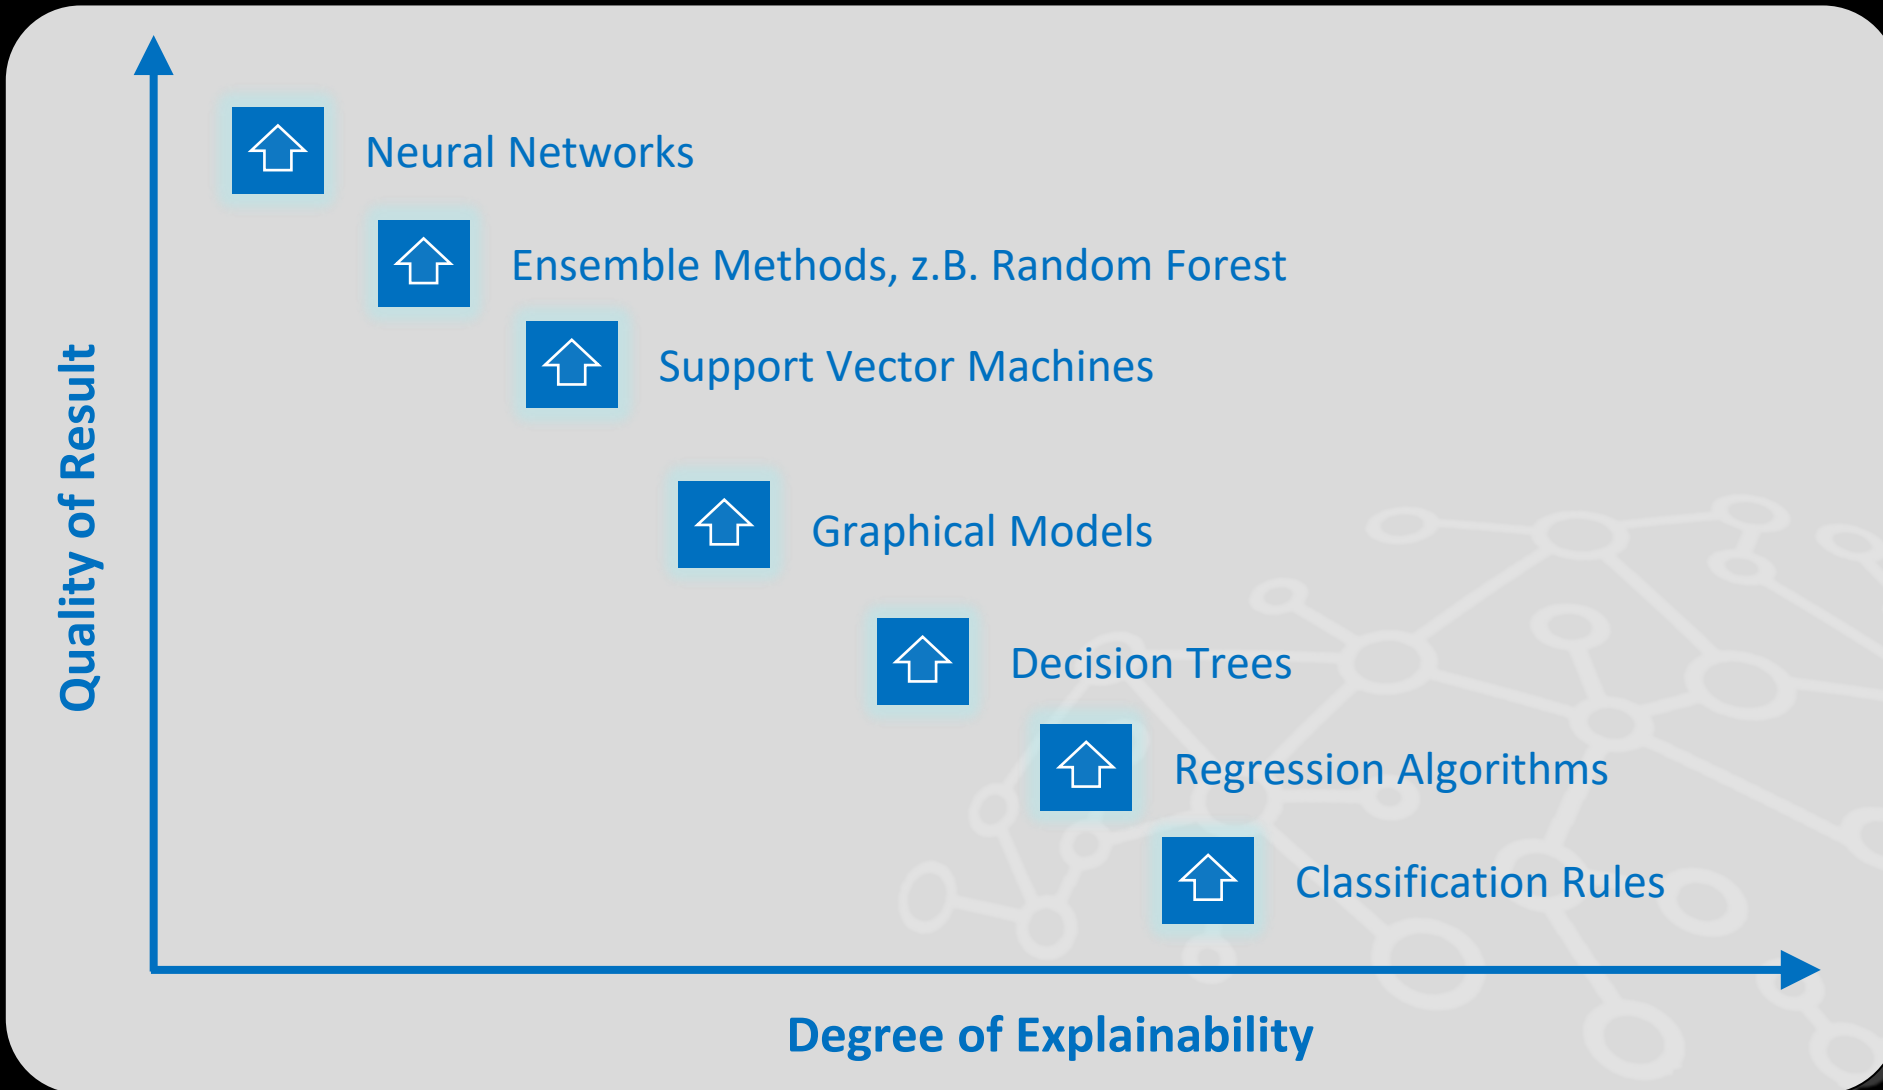 Neural Networks
Ensemble Methods, z.B. Random Forest
Support Vector Machines
Graphical Models
Decision Trees
Regression Algorithms
Classification Rules
Quality of Result
Degree of Explainability